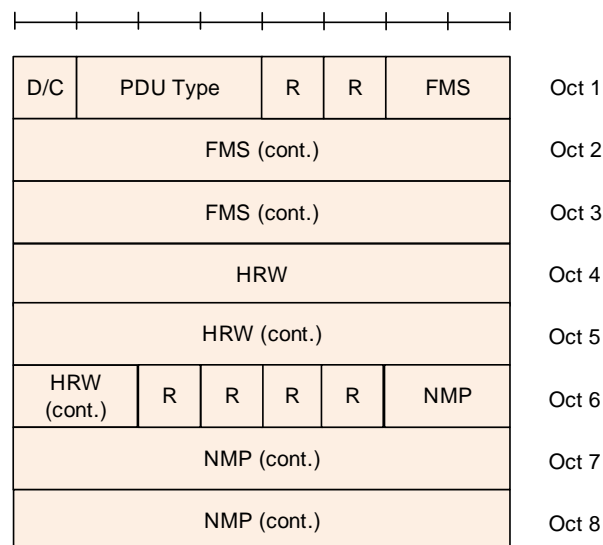 D/C PDU Type R R FMS Oct 1
FMS (cont.) Oct 2
FMS (cont.) Oct 3
HRW Oct 4
HRW (cont.) Oct 5
HRW (cont.) R R R R NMP Oct 6
NMP (cont.) Oct 7
NMP (cont.) Oct 8